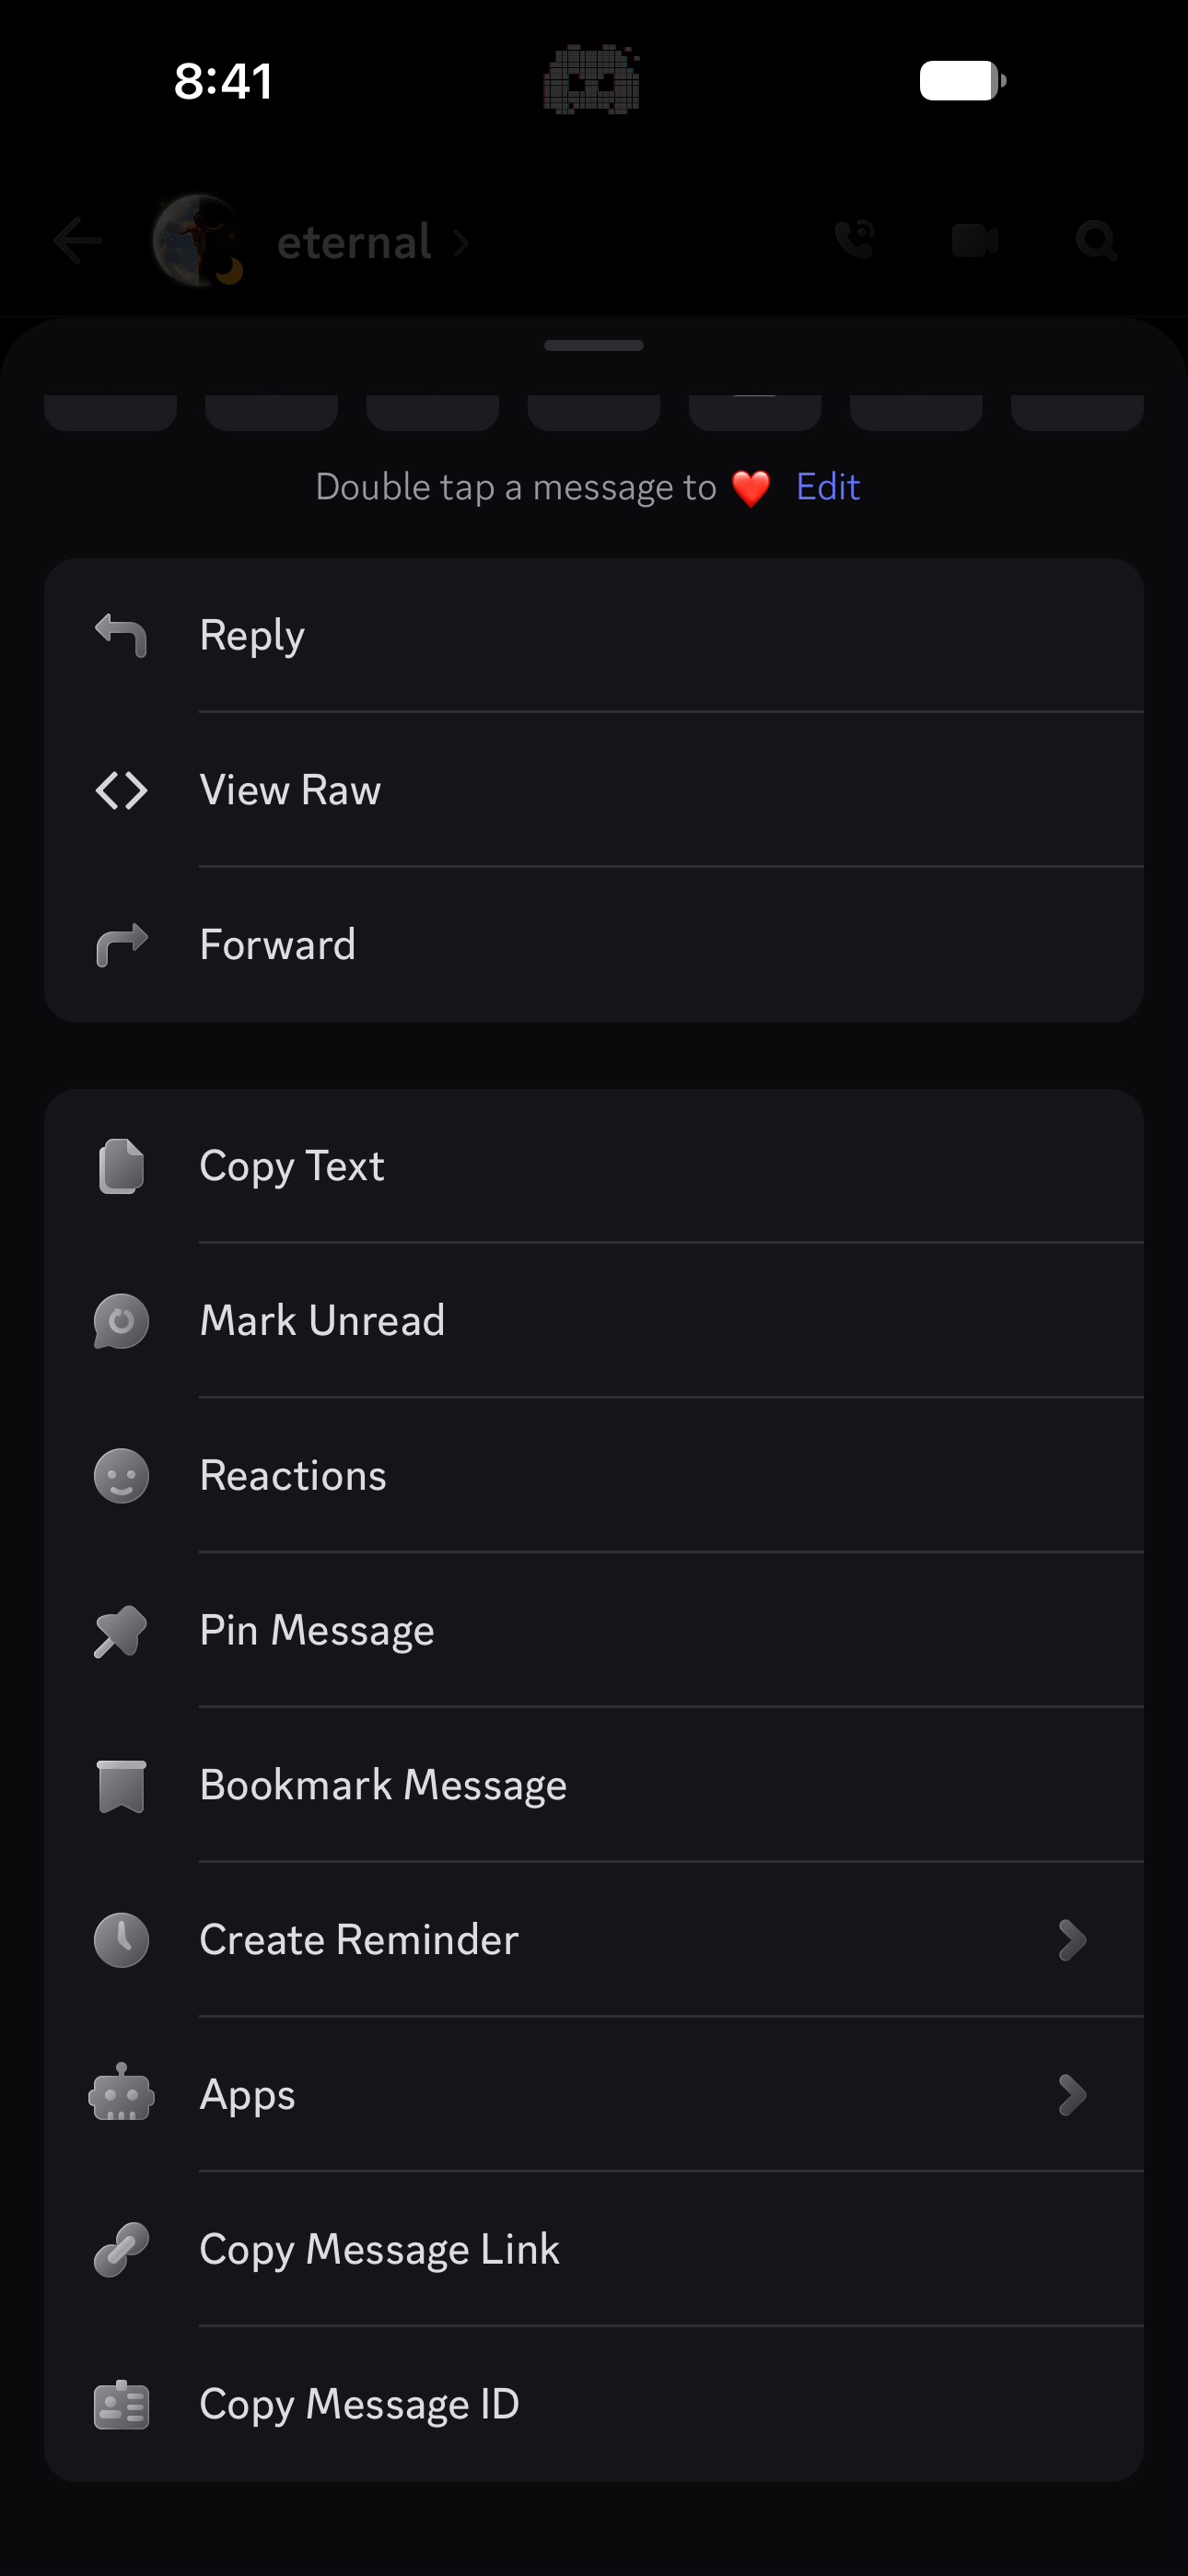 8:41
eternal
Double tap a message to ❤️ Edit
Reply
View Raw
Forward
Copy Text
Mark Unread
Reactions
Pin Message
Bookmark Message
Create Reminder
Apps
Copy Message Link
Copy Message ID